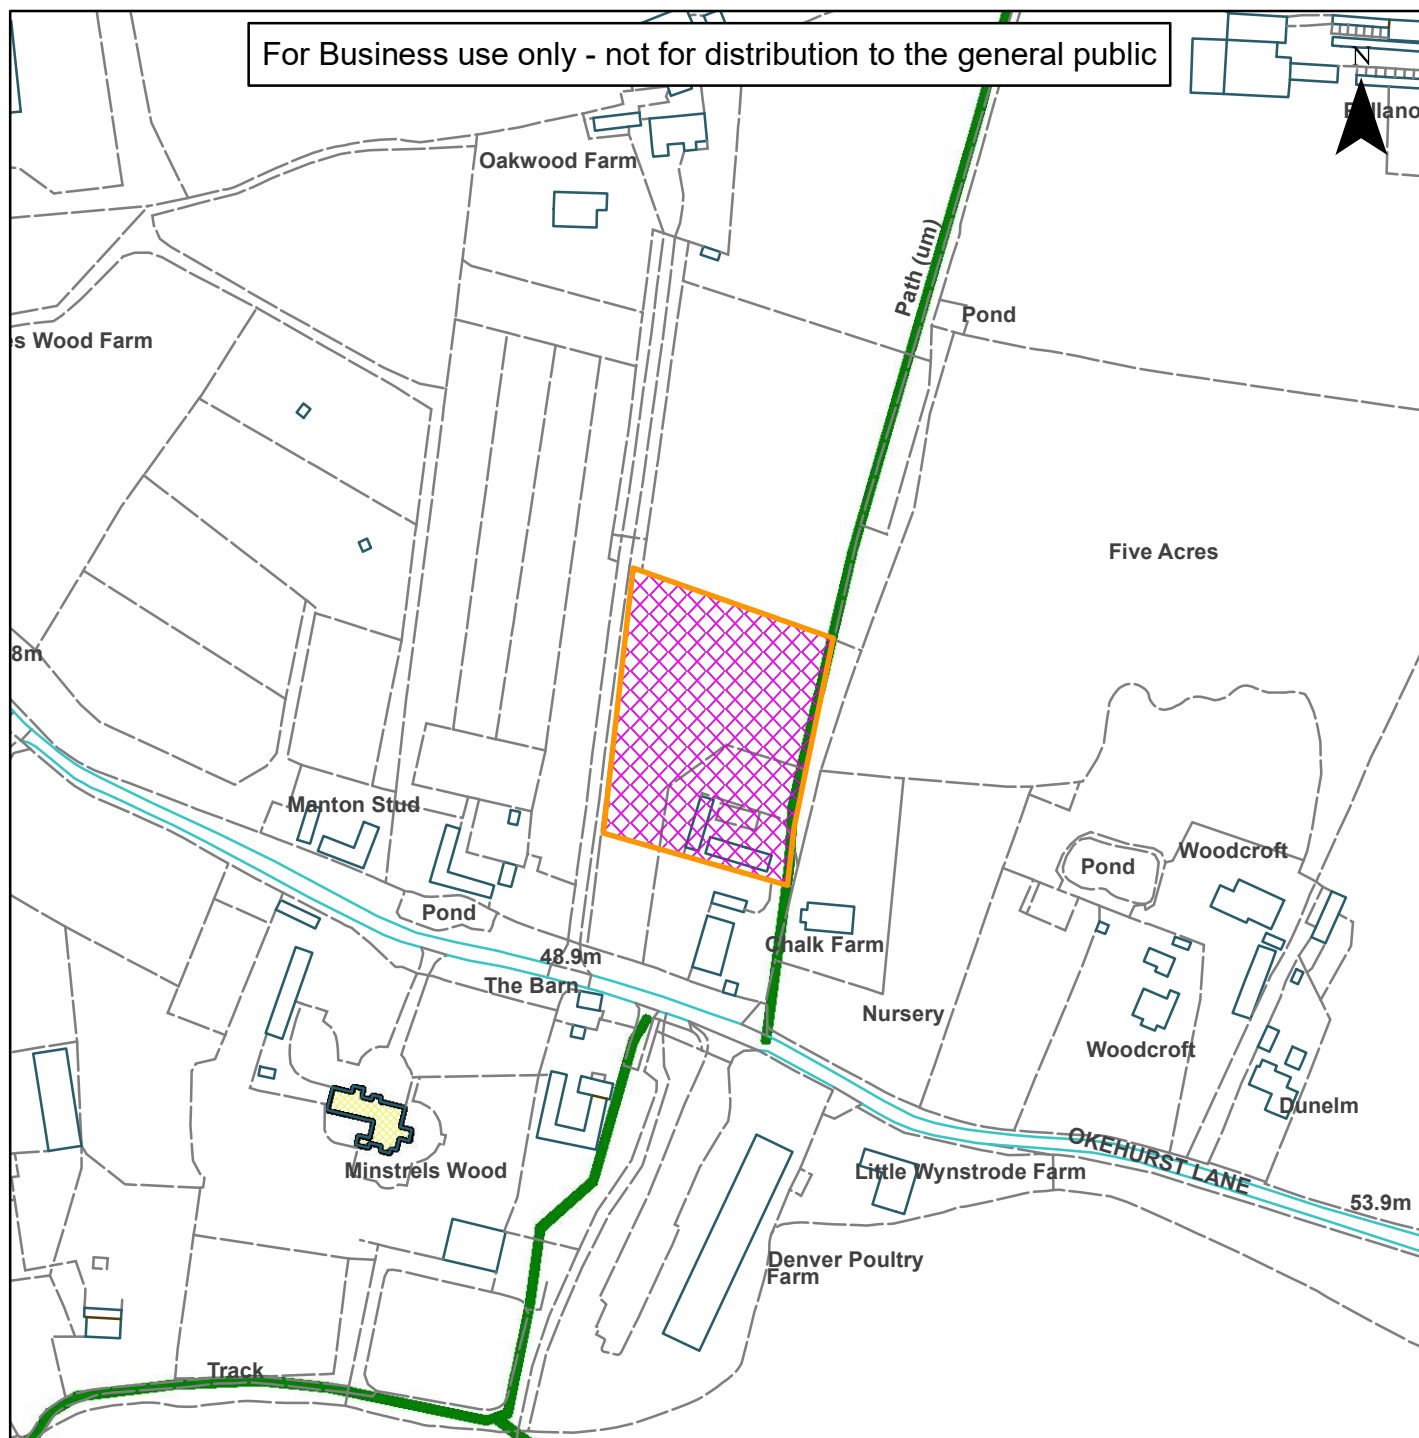 For Business use only - not for distribution to the general public
N
Oakwood Farm
Path (um)
Pond
s Wood Farm
Five Acres
8m
Manton Stud
Pond
Woodcroft
Pond
Chalk Farm
48.9m
The Barn
Nursery
Woodcroft
Dunelm
OKEHURST LANE
Minstrels Wood
Little Wynstrode Farm
53.9m
Denver Poultry
Farm
Track